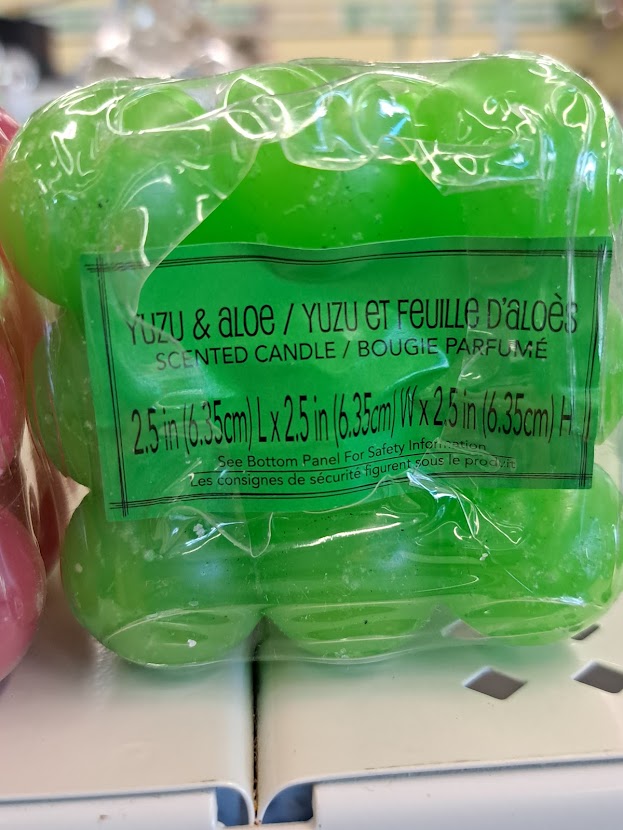 YUZU & aLOe / YUZU eT FeUILLe D'aLOèS
SCENTED CANDLE / BOUGIE PARFUMÉ
2.5 in (6.35cm) L x 2.5 in (6.35cm) W x 2.5 in (6.35cm) H
See Bottom Panel For Safety Information
Les consignes de sécurité figurent sous le produit